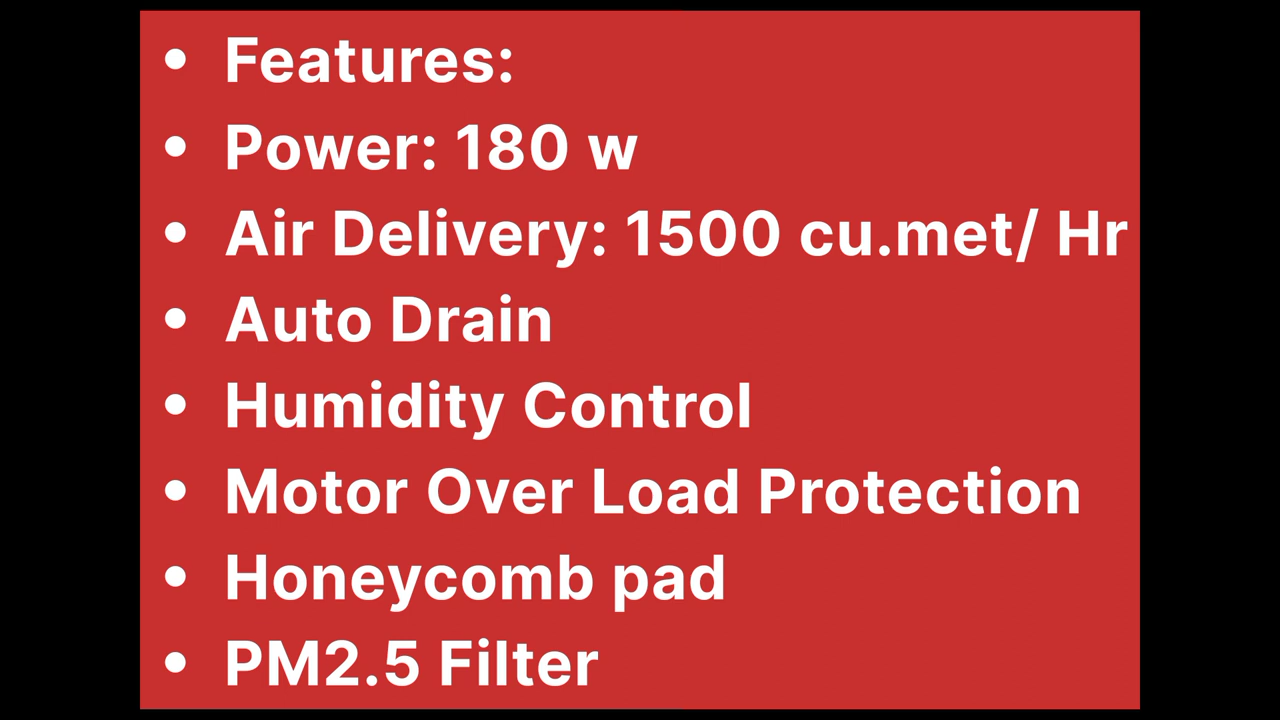 • Features:
• Power: 180 w
• Air Delivery: 1500 cu.met/ Hr
• Auto Drain
• Humidity Control
• Motor Over Load Protection
• Honeycomb pad
• PM2.5 Filter